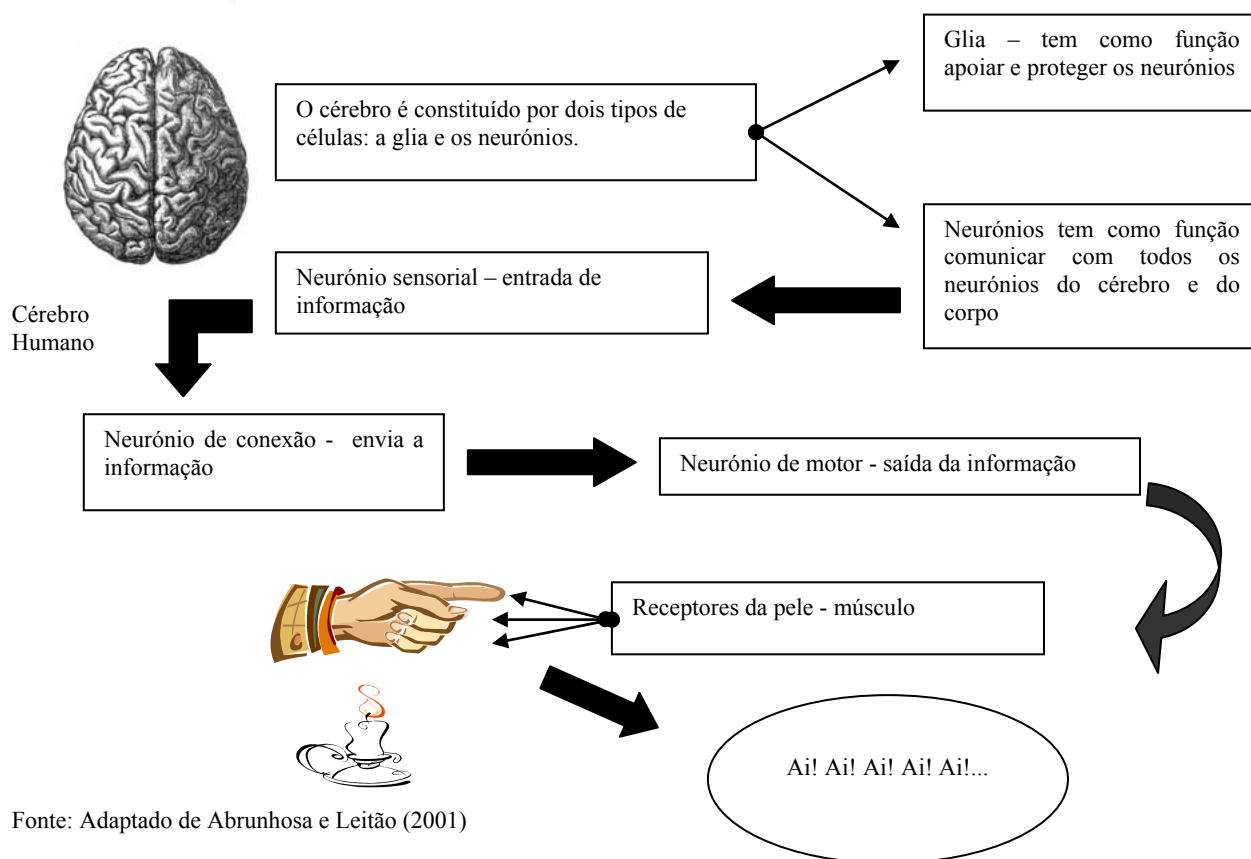 Glia – tem como função
apoiar e proteger os neurónios
O cérebro é constituído por dois tipos de
células: a glia e os neurónios.
Neurónios tem como função
comunicar com todos os
neurónios do cérebro e do
corpo
Neurónio sensorial – entrada de
informação
Cérebro
Humano
Neurónio de conexão - envia a
informação
Neurónio de motor - saída da informação
Receptores da pele - músculo
Ai! Ai! Ai! Ai! Ai!...
Fonte: Adaptado de Abrunhosa e Leitão (2001)